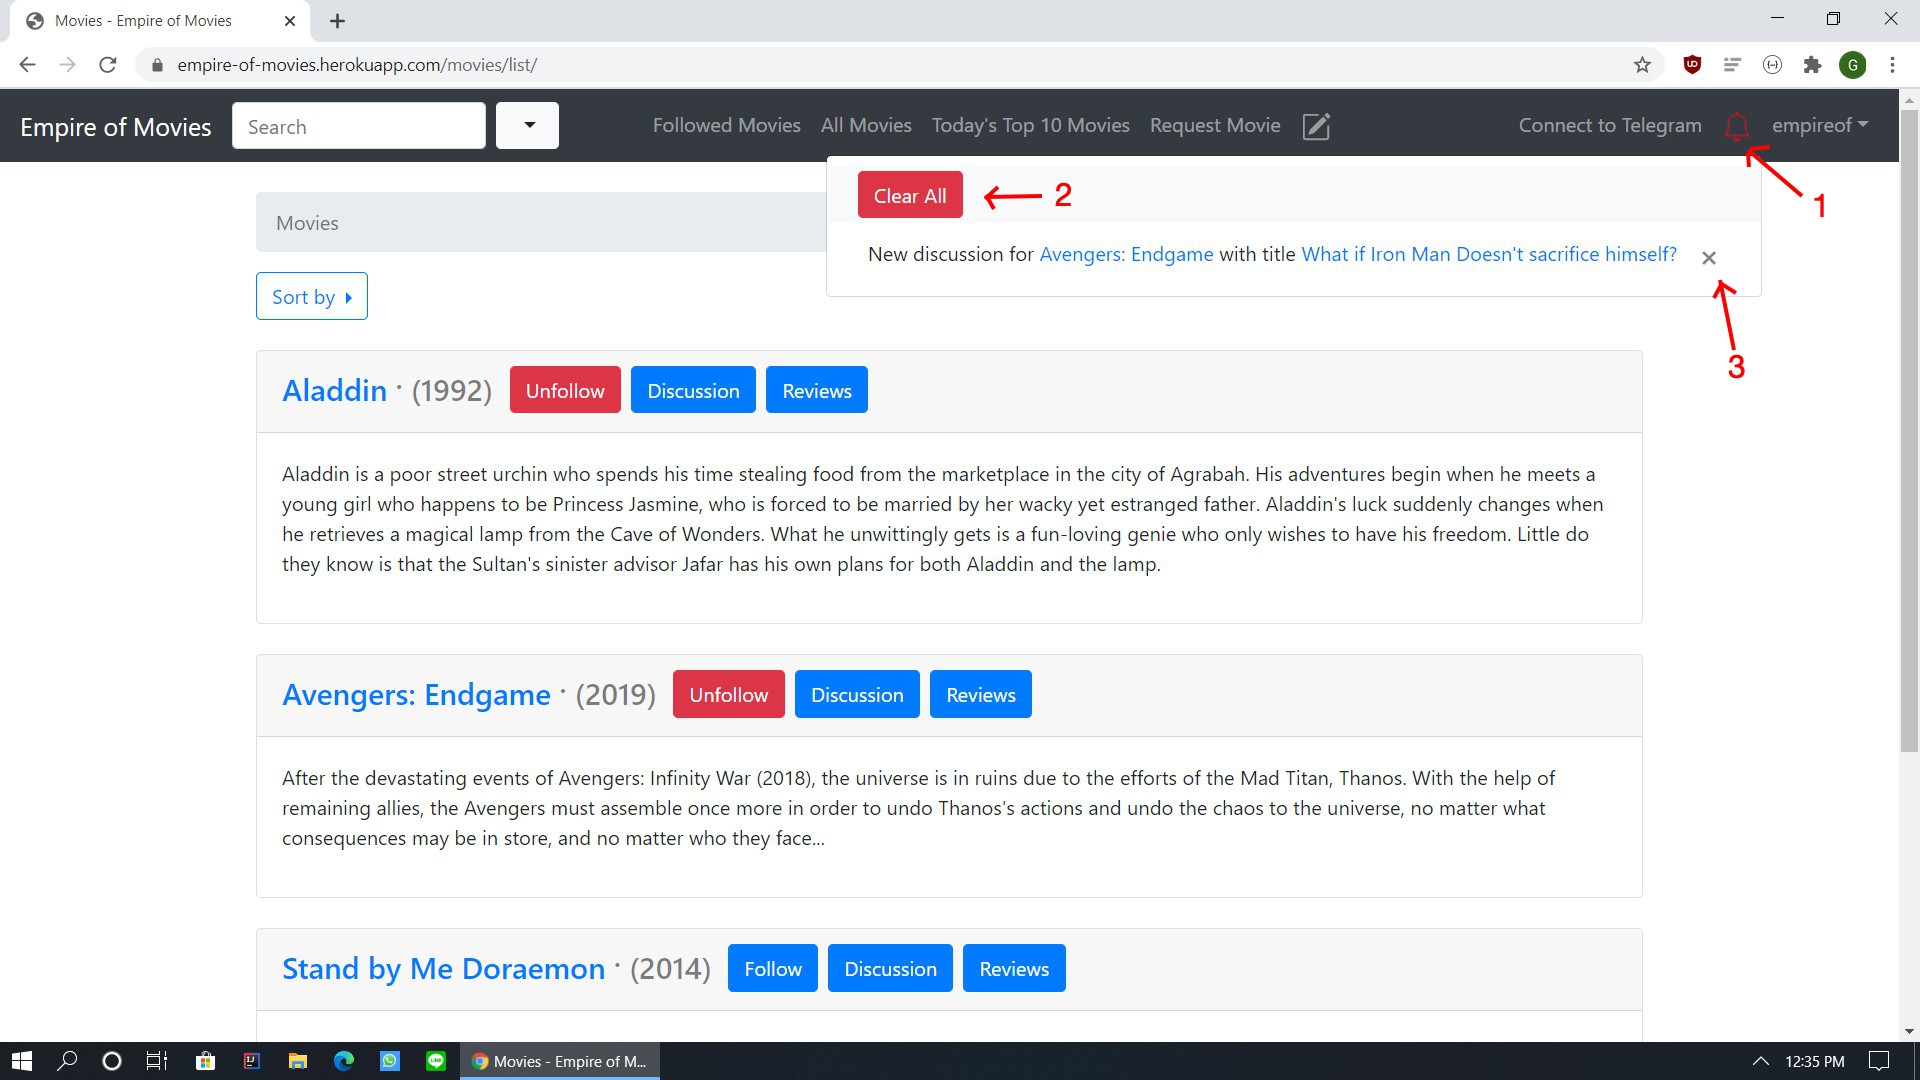 Movies - Empire of Movies
empire-of-movies.herokuapp.com/movies/list/
G
Empire of Movies
Search
Followed Movies
All Movies
Today's Top 10 Movies
Request Movie
Connect to Telegram
empireof
1
Clear All
2
New discussion for Avengers: Endgame with title What if Iron Man Doesn't sacrifice himself?
3
Movies
Sort by
Aladdin · (1992) Unfollow Discussion Reviews
Aladdin is a poor street urchin who spends his time stealing food from the marketplace in the city of Agrabah. His adventures begin when he meets a
young girl who happens to be Princess Jasmine, who is forced to be married by her wacky yet estranged father. Aladdin's luck suddenly changes when
he retrieves a magical lamp from the Cave of Wonders. What he unwittingly gets is a fun-loving genie who only wishes to have his freedom. Little do
they know is that the Sultan's sinister advisor Jafar has his own plans for both Aladdin and the lamp.
Avengers: Endgame · (2019) Unfollow Discussion Reviews
After the devastating events of Avengers: Infinity War (2018), the universe is in ruins due to the efforts of the Mad Titan, Thanos. With the help of
remaining allies, the Avengers must assemble once more in order to undo Thanos's actions and undo the chaos to the universe, no matter what
consequences may be in store, and no matter who they face...
Stand by Me Doraemon · (2014) Follow Discussion Reviews
Movies - Empire of M...
12:35 PM